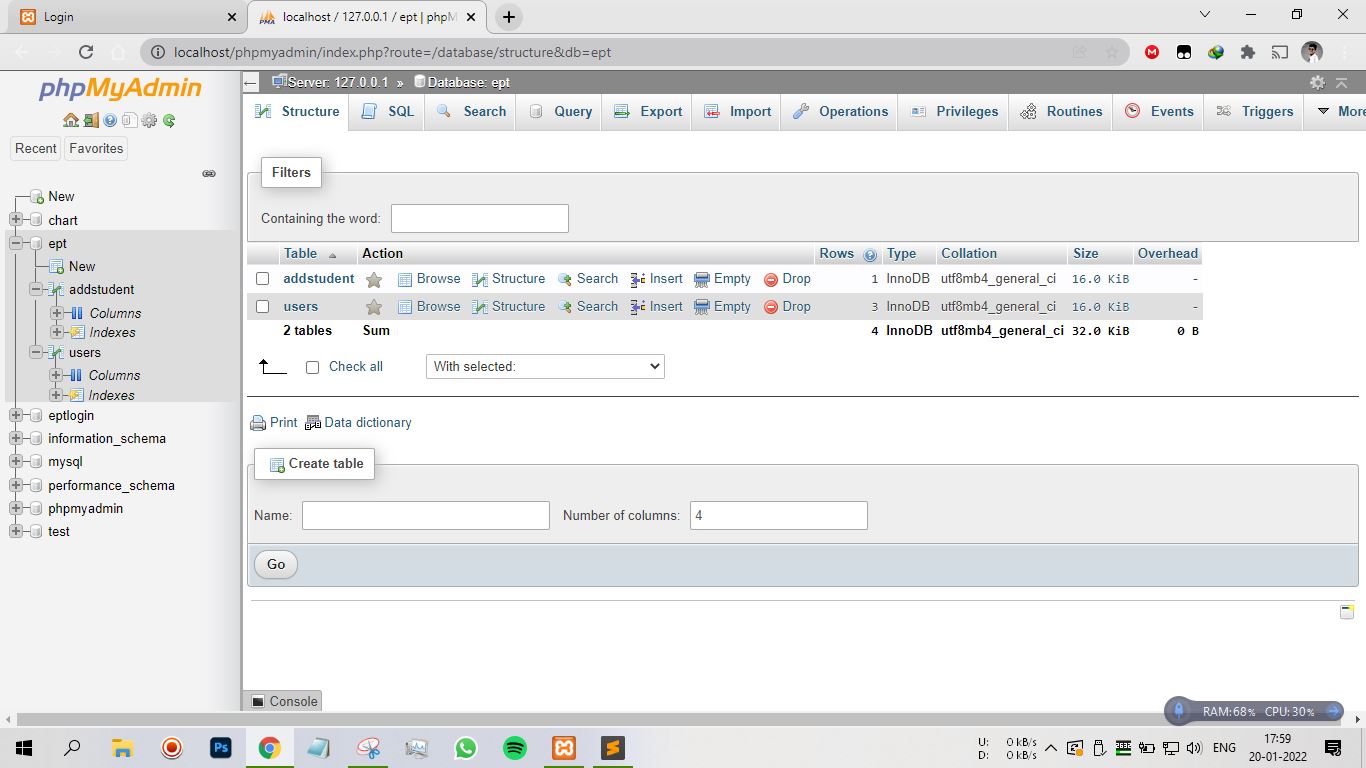 Login
localhost / 127.0.0.1 / ept | phpM
localhost/phpmyadmin/index.php?route=/database/structure&db=ept
phpMyAdmin
Recent Favorites
New
chart
ept
New
addstudent
Columns
Indexes
users
Columns
Indexes
eptlogin
information_schema
mysql
performance_schema
phpmyadmin
test
Server: 127.0.0.1 » Database: ept
Structure SQL Search Query Export Import Operations Privileges Routines Events Triggers More
Filters
Containing the word:
Table Action Rows Type Collation Size Overhead
addstudent Browse Structure Search Insert Empty Drop 1 InnoDB utf8mb4_general_ci 16.0 KiB -
users Browse Structure Search Insert Empty Drop 3 InnoDB utf8mb4_general_ci 16.0 KiB -
2 tables Sum 4 InnoDB utf8mb4_general_ci 32.0 KiB 0 B
Check all With selected:
Print Data dictionary
Create table
Name: Number of columns: 4
Go
Console
RAM:68% CPU:30%
U: 0 kB/s
D: 0 kB/s
ENG
17:59
20-01-2022